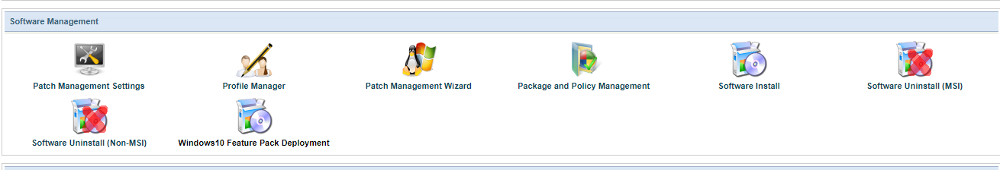 Software Management
Patch Management Settings
Profile Manager
Patch Management Wizard
Package and Policy Management
Software Install
Software Uninstall (MSI)
Software Uninstall (Non-MSI)
Windows10 Feature Pack Deployment